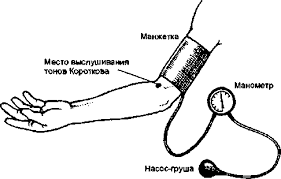 Манжетка
Место выслушивания
тонов Короткова
Манометр
Насос-груша